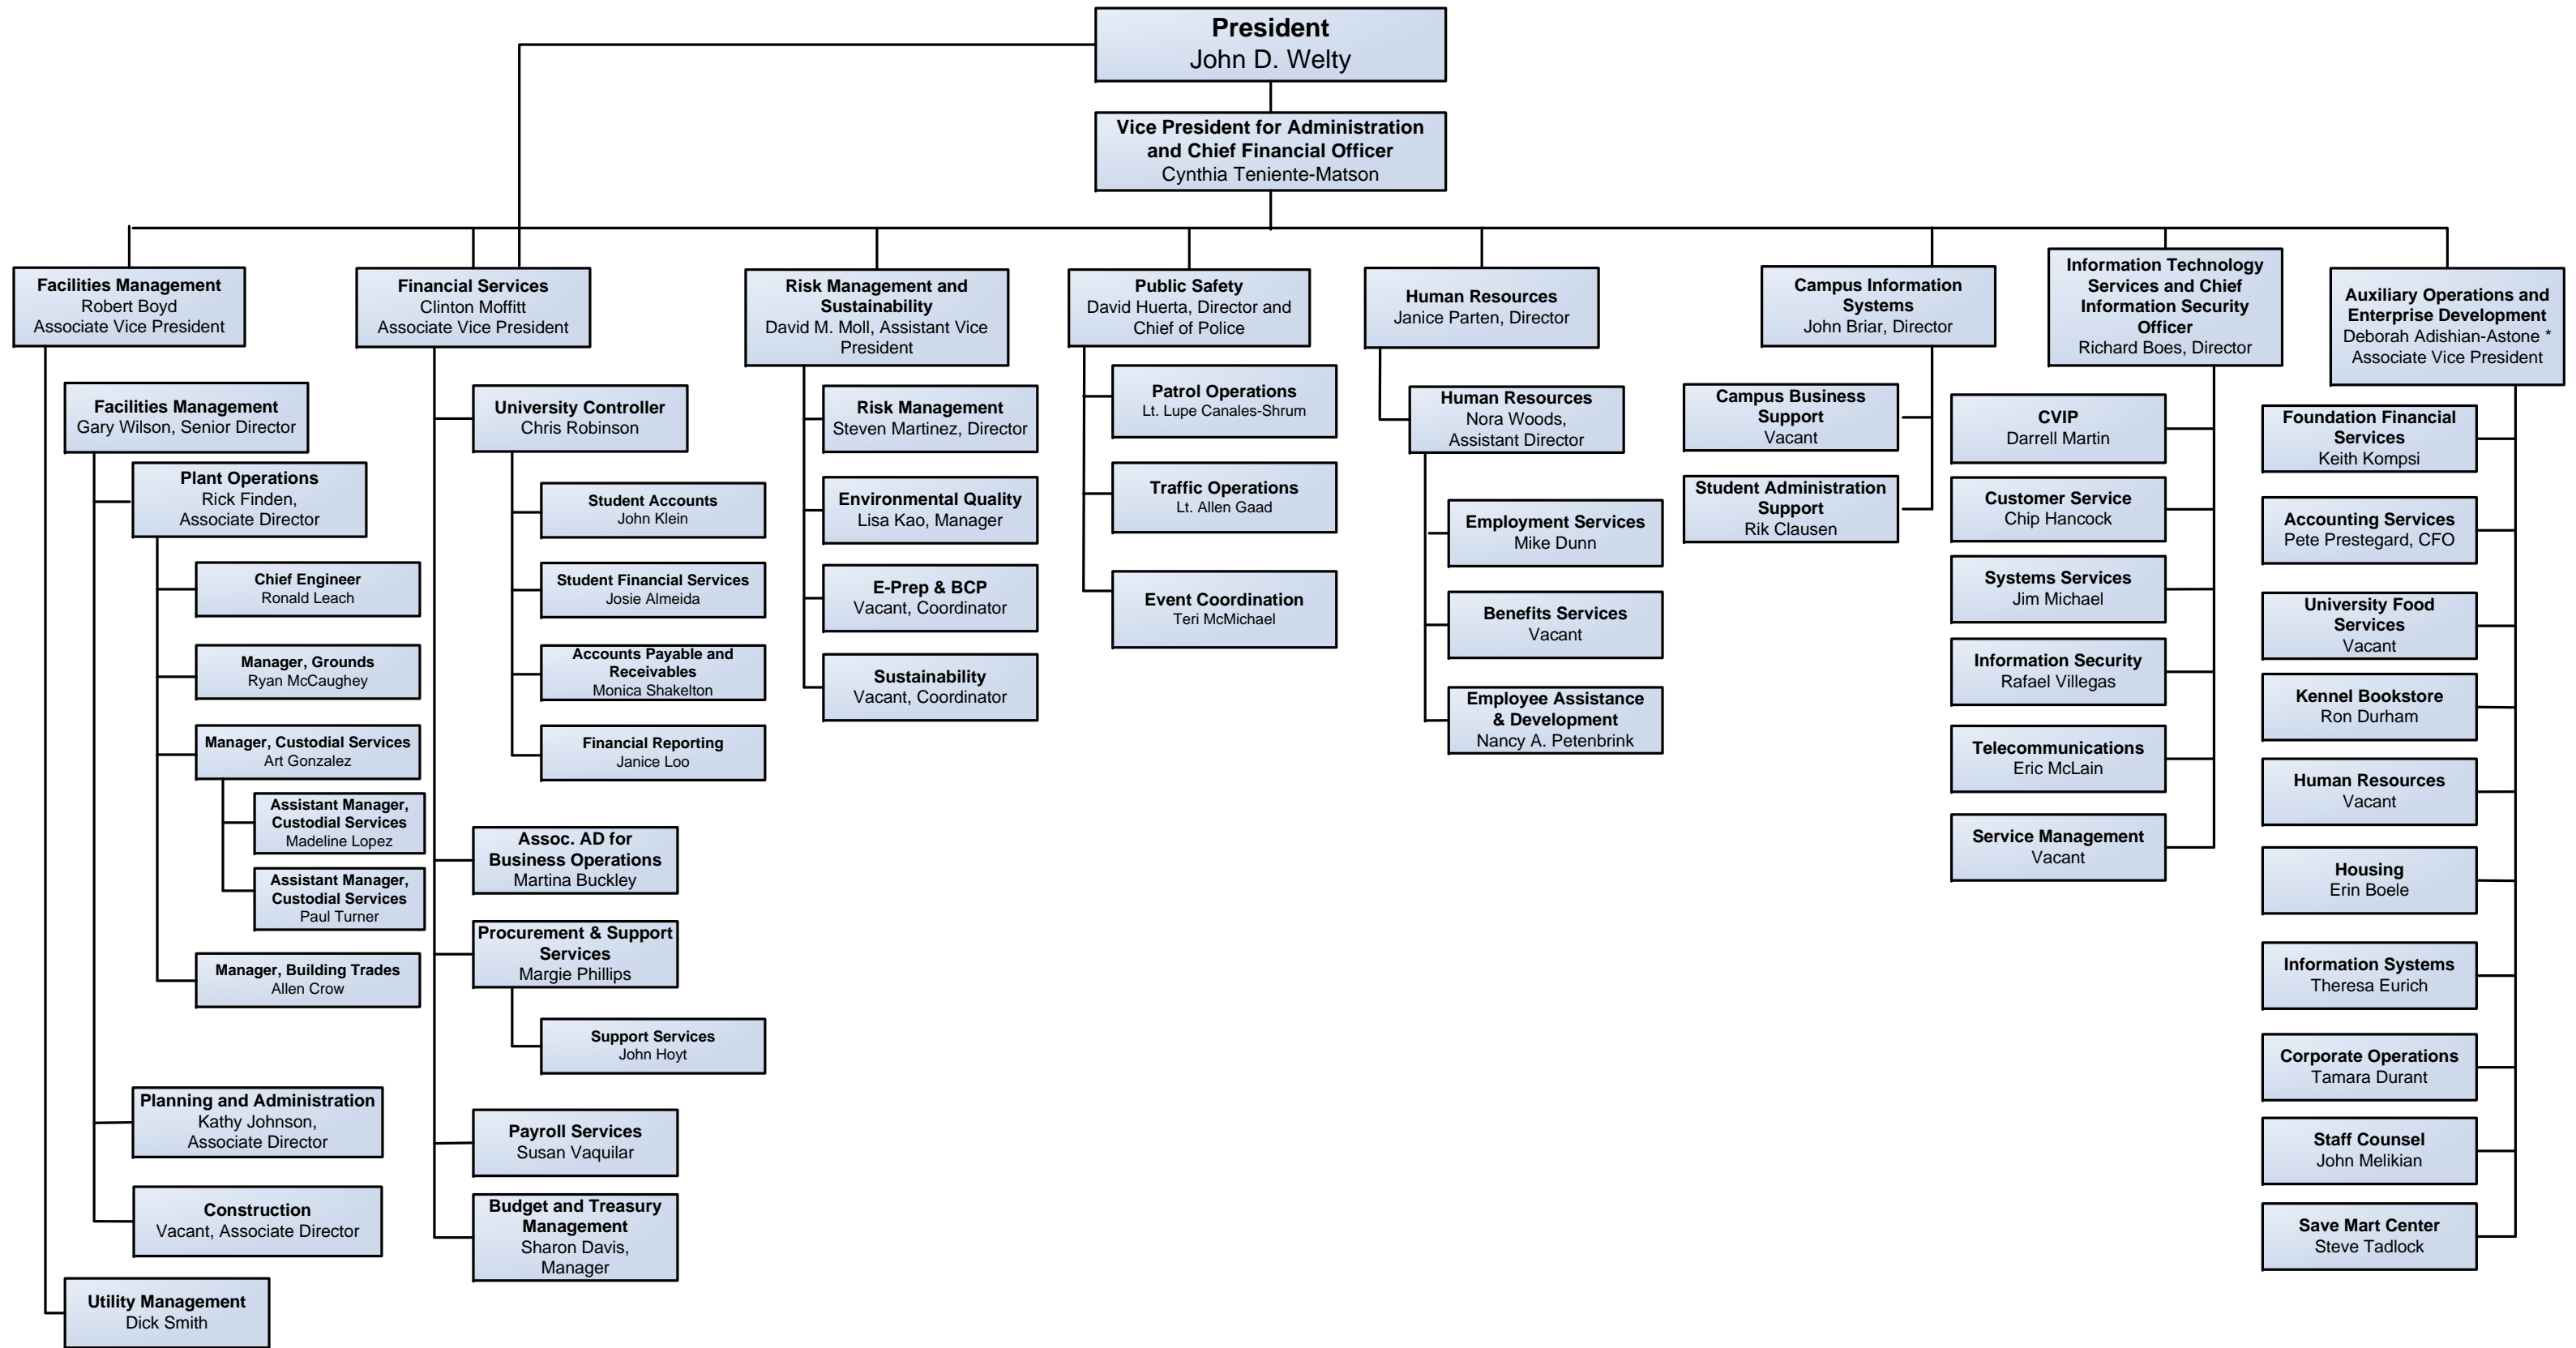 President
John D. Welty
Vice President for Administration
and Chief Financial Officer
Cynthia Teniente-Matson
Facilities Management
Robert Boyd
Associate Vice President
Facilities Management
Gary Wilson, Senior Director
Plant Operations
Rick Finden,
Associate Director
Chief Engineer
Ronald Leach
Manager, Grounds
Ryan McCaughey
Manager, Custodial Services
Art Gonzalez
Assistant Manager,
Custodial Services
Madeline Lopez
Assistant Manager,
Custodial Services
Paul Turner
Manager, Building Trades
Allen Crow
Planning and Administration
Kathy Johnson,
Associate Director
Construction
Vacant, Associate Director
Utility Management
Dick Smith
Financial Services
Clinton Moffitt
Associate Vice President
University Controller
Chris Robinson
Student Accounts
John Klein
Student Financial Services
Josie Almeida
Accounts Payable and
Receivables
Monica Shakelton
Financial Reporting
Janice Loo
Assoc. AD for
Business Operations
Martina Buckley
Procurement & Support
Services
Margie Phillips
Support Services
John Hoyt
Payroll Services
Susan Vaquilar
Budget and Treasury
Management
Sharon Davis,
Manager
Risk Management and
Sustainability
David M. Moll, Assistant Vice
President
Risk Management
Steven Martinez, Director
Environmental Quality
Lisa Kao, Manager
E-Prep & BCP
Vacant, Coordinator
Sustainability
Vacant, Coordinator
Public Safety
David Huerta, Director and
Chief of Police
Patrol Operations
Lt. Lupe Canales-Shrum
Traffic Operations
Lt. Allen Gaad
Event Coordination
Teri McMichael
Human Resources
Janice Parten, Director
Human Resources
Nora Woods,
Assistant Director
Employment Services
Mike Dunn
Benefits Services
Vacant
Employee Assistance
& Development
Nancy A. Petenbrink
Campus Information
Systems
John Briar, Director
Campus Business
Support
Vacant
Student Administration
Support
Rik Clausen
Information Technology
Services and Chief
Information Security
Officer
Richard Boes, Director
CVIP
Darrell Martin
Customer Service
Chip Hancock
Systems Services
Jim Michael
Information Security
Rafael Villegas
Telecommunications
Eric McLain
Service Management
Vacant
Auxiliary Operations and
Enterprise Development
Deborah Adishian-Astone *
Associate Vice President
Foundation Financial
Services
Keith Kompsi
Accounting Services
Pete Prestegard, CFO
University Food
Services
Vacant
Kennel Bookstore
Ron Durham
Human Resources
Vacant
Housing
Erin Boele
Information Systems
Theresa Eurich
Corporate Operations
Tamara Durant
Staff Counsel
John Melikian
Save Mart Center
Steve Tadlock